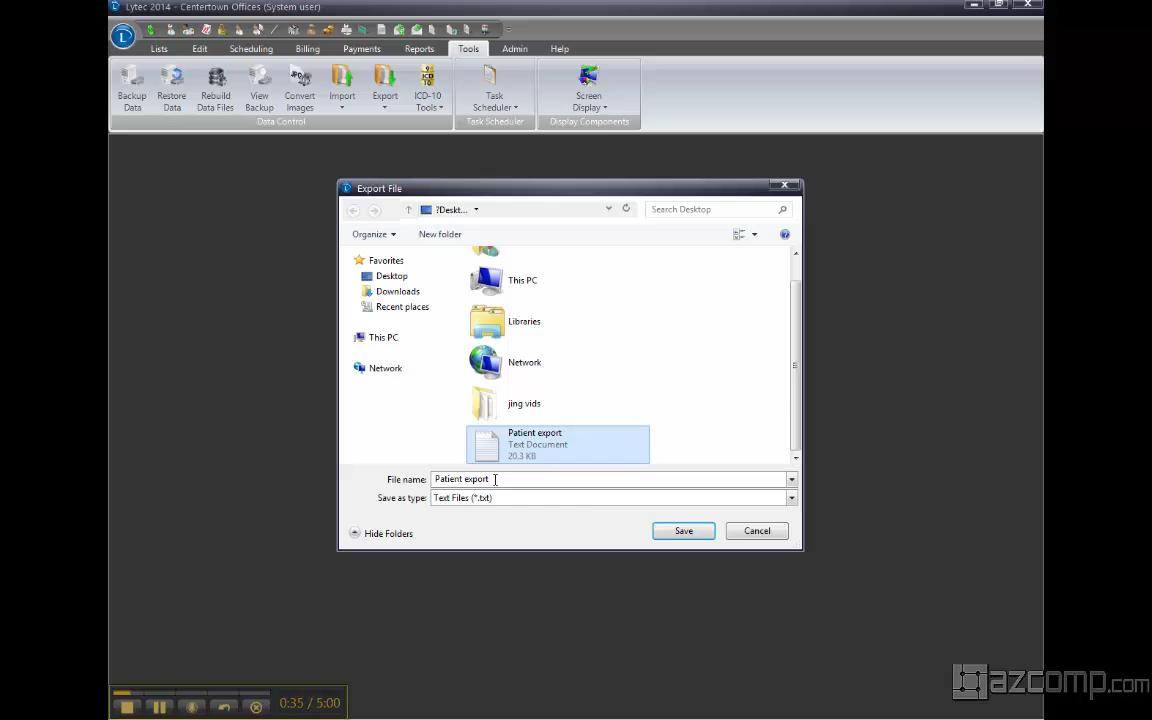 Lytec 2014 - Centertown Offices (System user)
Lists Edit Scheduling Billing Payments Reports Tools Admin Help
Backup Data
Restore Data
Rebuild Data Files
View Backup
Convert Images
Import
Export
ICD-10 Tools
Task Scheduler
Screen Display
Data Control
Task Scheduler
Display Components
Export File
?Deskt...
Search Desktop
Organize
New folder
Favorites
Desktop
Downloads
Recent places
This PC
Network
This PC
Libraries
Network
jing vids
Patient export
Text Document
20.3 KB
File name: Patient export
Save as type: Text Files (*.txt)
Hide Folders
Save
Cancel
0:35 / 5:00
azcomp.com